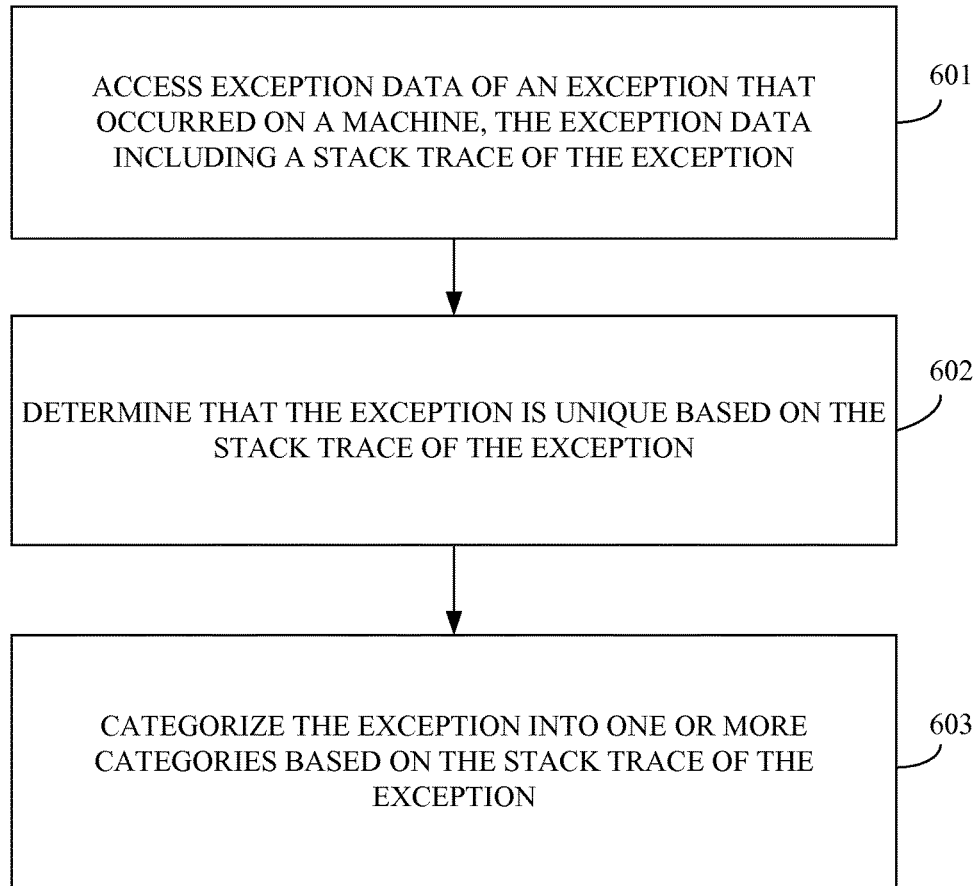 ACCESS EXCEPTION DATA OF AN EXCEPTION THAT
OCCURRED ON A MACHINE, THE EXCEPTION DATA
INCLUDING A STACK TRACE OF THE EXCEPTION
601
DETERMINE THAT THE EXCEPTION IS UNIQUE BASED ON THE
STACK TRACE OF THE EXCEPTION
602
CATEGORIZE THE EXCEPTION INTO ONE OR MORE
CATEGORIES BASED ON THE STACK TRACE OF THE
EXCEPTION
603